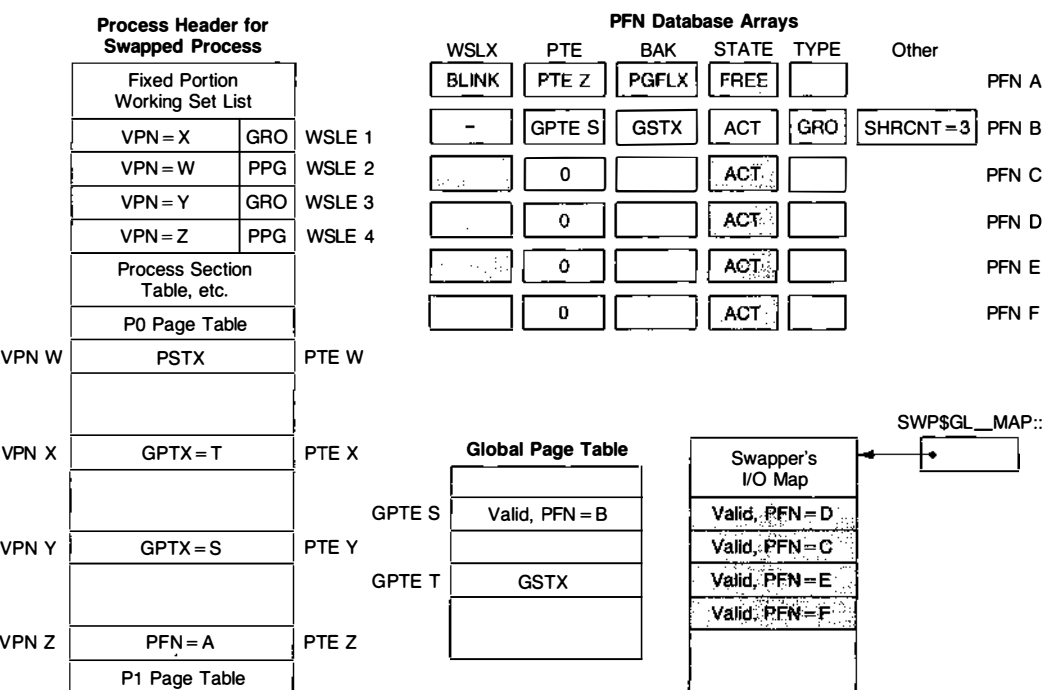 Process Header for
Swapped Process
Fixed Portion
Working Set List
VPN = X GRO WSLE 1
VPN = W PPG WSLE 2
VPN = Y GRO WSLE 3
VPN = Z PPG WSLE 4
Process Section
Table, etc.
P0 Page Table
VPN W PSTX PTE W
VPN X GPTX = T PTE X
VPN Y GPTX = S PTE Y
VPN Z PFN = A PTE Z
P1 Page Table
PFN Database Arrays
WSLX PTE BAK STATE TYPE Other
BLINK PTE Z PGFLX FREE PFN A
– GPTE S GSTX ACT GRO SHRCNT = 3 PFN B
0 ACT PFN C
0 ACT PFN D
0 ACT PFN E
0 ACT PFN F
Global Page Table
GPTE S Valid, PFN = B
GPTE T GSTX
SWP$GL__MAP::
Swapper's
I/O Map
Valid, PFN = D
Valid, PFN = C
Valid, PFN = E
Valid, PFN = F